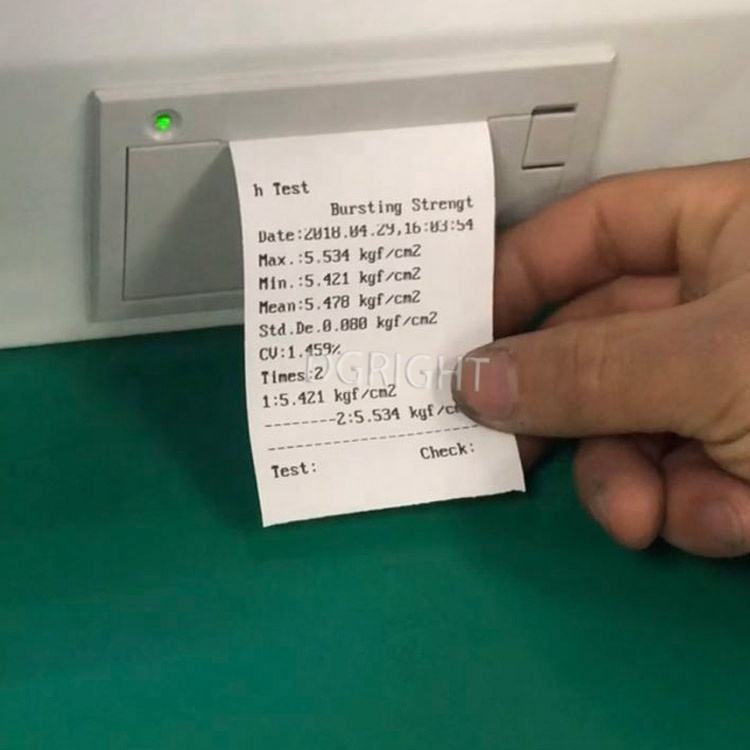 h Test
Bursting Strengt
Date:2018.04.29,16:03:54
Max.:5.534 kgf/cm2
Min.:5.421 kgf/cm2
Mean:5.478 kgf/cm2
Std.De.0.080 kgf/cm2
CV:1.459%
Times:2
DGRIGHT
1:5.421 kgf/cm2
--------2:5.534 kgf/c
--------------------
Test: Check: